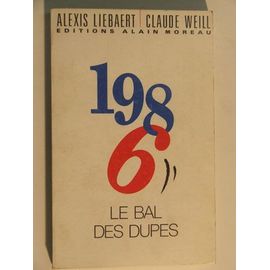 ALEXIS LIEBAERT | CLAUDE WEILL
EDITIONS ALAIN MOREAU
198
6
LE BAL
DES DUPES